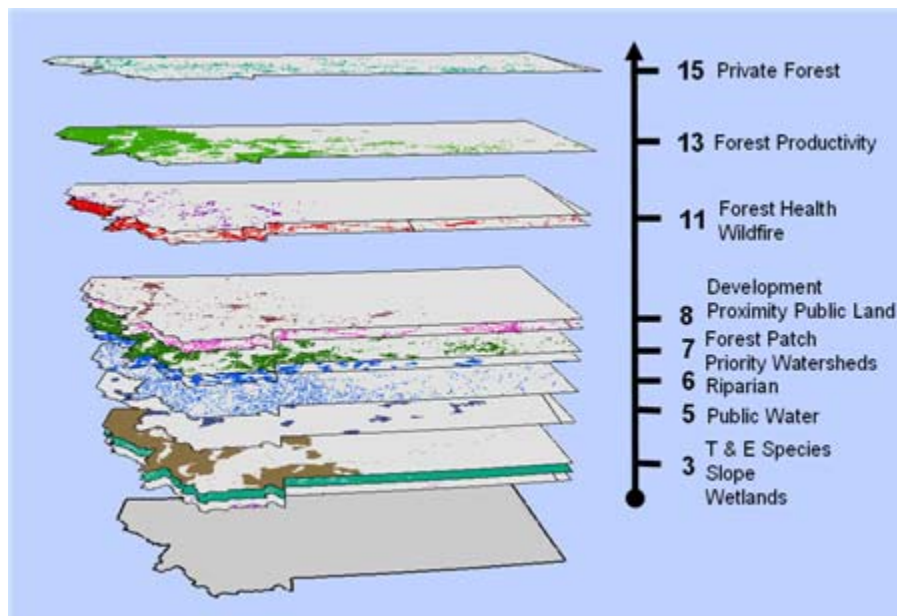 15 Private Forest
13 Forest Productivity
11 Forest Health
Wildfire
Development
8 Proximity Public Land
7 Forest Patch
Priority Watersheds
6 Riparian
5 Public Water
T & E Species
3 Slope
Wetlands